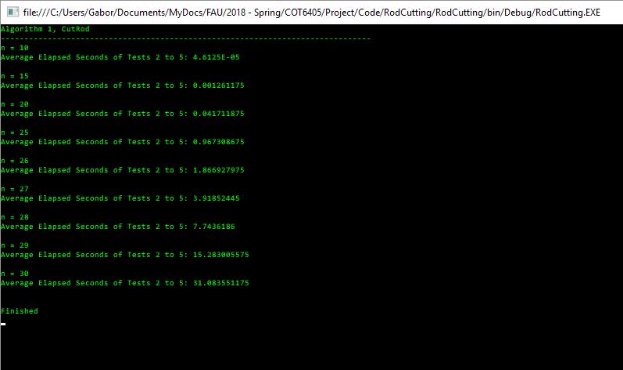 file:///C:/Users/Gabor/Documents/MyDocs/FAU/2018 - Spring/COT6405/Project/Code/RodCutting/RodCutting/bin/Debug/RodCutting.EXE
Algorithm 1, CutRod
--------------------------------------------------------------------------------
n = 10
Average Elapsed Seconds of Tests 2 to 5: 4.6125E-05
n = 15
Average Elapsed Seconds of Tests 2 to 5: 0.001261175
n = 20
Average Elapsed Seconds of Tests 2 to 5: 0.041711875
n = 25
Average Elapsed Seconds of Tests 2 to 5: 0.967308675
n = 26
Average Elapsed Seconds of Tests 2 to 5: 1.866927975
n = 27
Average Elapsed Seconds of Tests 2 to 5: 3.91852445
n = 28
Average Elapsed Seconds of Tests 2 to 5: 7.7436186
n = 29
Average Elapsed Seconds of Tests 2 to 5: 15.283005575
n = 30
Average Elapsed Seconds of Tests 2 to 5: 31.083551175
Finished